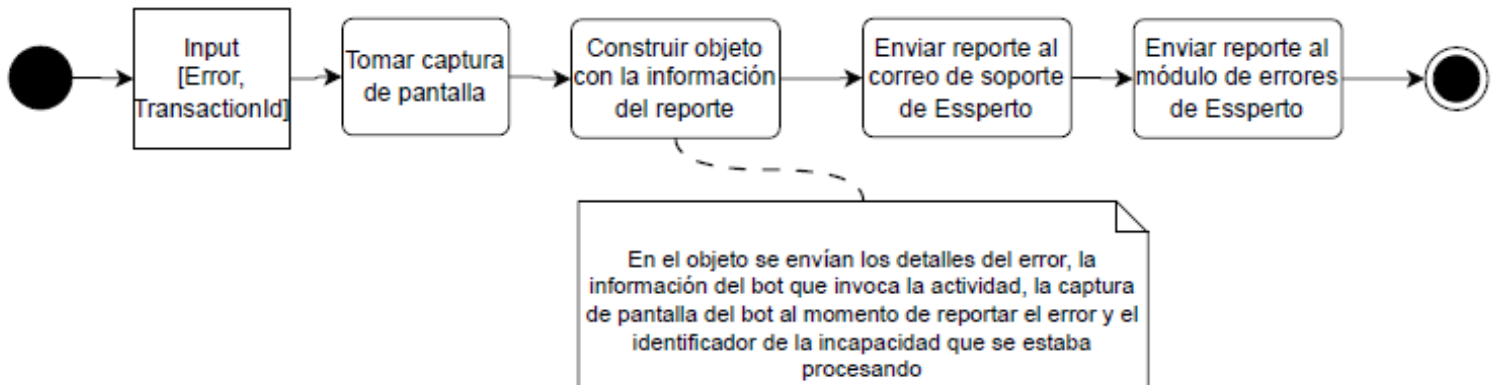 Input
[Error,
TransactionId]
Tomar captura
de pantalla
Construir objeto
con la información
del reporte
Enviar reporte al
correo de soporte
de Essperto
Enviar reporte al
módulo de errores
de Essperto
En el objeto se envían los detalles del error, la
información del bot que invoca la actividad, la captura
de pantalla del bot al momento de reportar el error y el
identificador de la incapacidad que se estaba
procesando